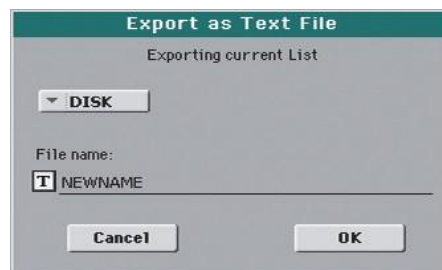 Export as Text File
Exporting current List
DISK
File name:
T NEWNAME
Cancel OK